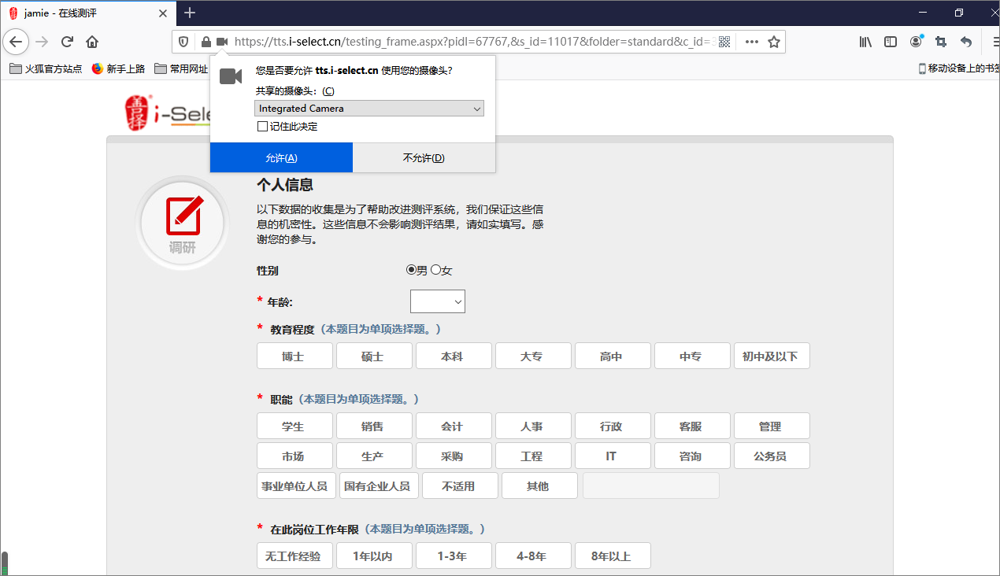 jamie - 在线测评
https://tts.i-select.cn/testing_frame.aspx?pidl=67767,&s_id=11017&folder=standard&c_id=
火狐官方站点 新手上路 常用网址 移动设备上的书签
您是否要允许 tts.i-select.cn 使用您的摄像头?
共享的摄像头：(C)
Integrated Camera
记住此决定
允许(A) 不允许(D)
善择 i-Sele
个人信息
以下数据的收集是为了帮助改进测评系统，我们保证这些信
息的机密性。这些信息不会影响测评结果，请如实填写。感
谢您的参与。
调研
性别 男 女
* 年龄:
* 教育程度（本题目为单项选择题。）
博士 硕士 本科 大专 高中 中专 初中及以下
* 职能（本题目为单项选择题。）
学生 销售 会计 人事 行政 客服 管理
市场 生产 采购 工程 IT 咨询 公务员
事业单位人员 国有企业人员 不适用 其他
* 在此岗位工作年限（本题目为单项选择题。）
无工作经验 1年以内 1-3年 4-8年 8年以上